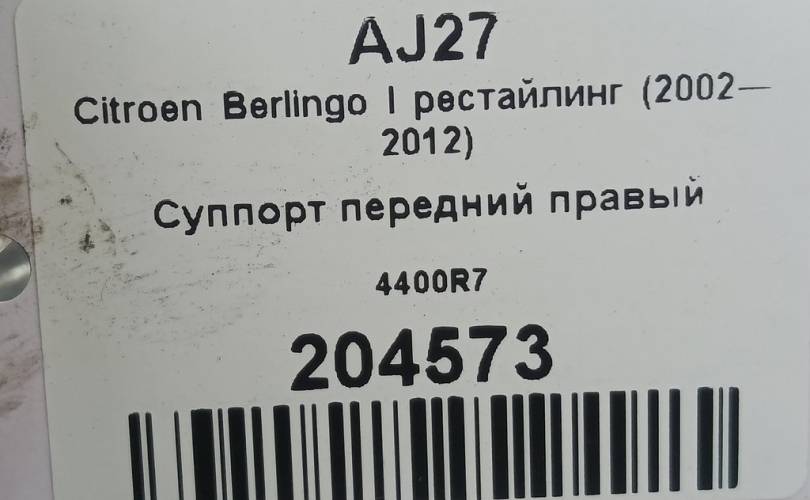 AJ27
Citroen Berlingo I рестайлинг (2002—
2012)
Суппорт передний правый
4400R7
204573